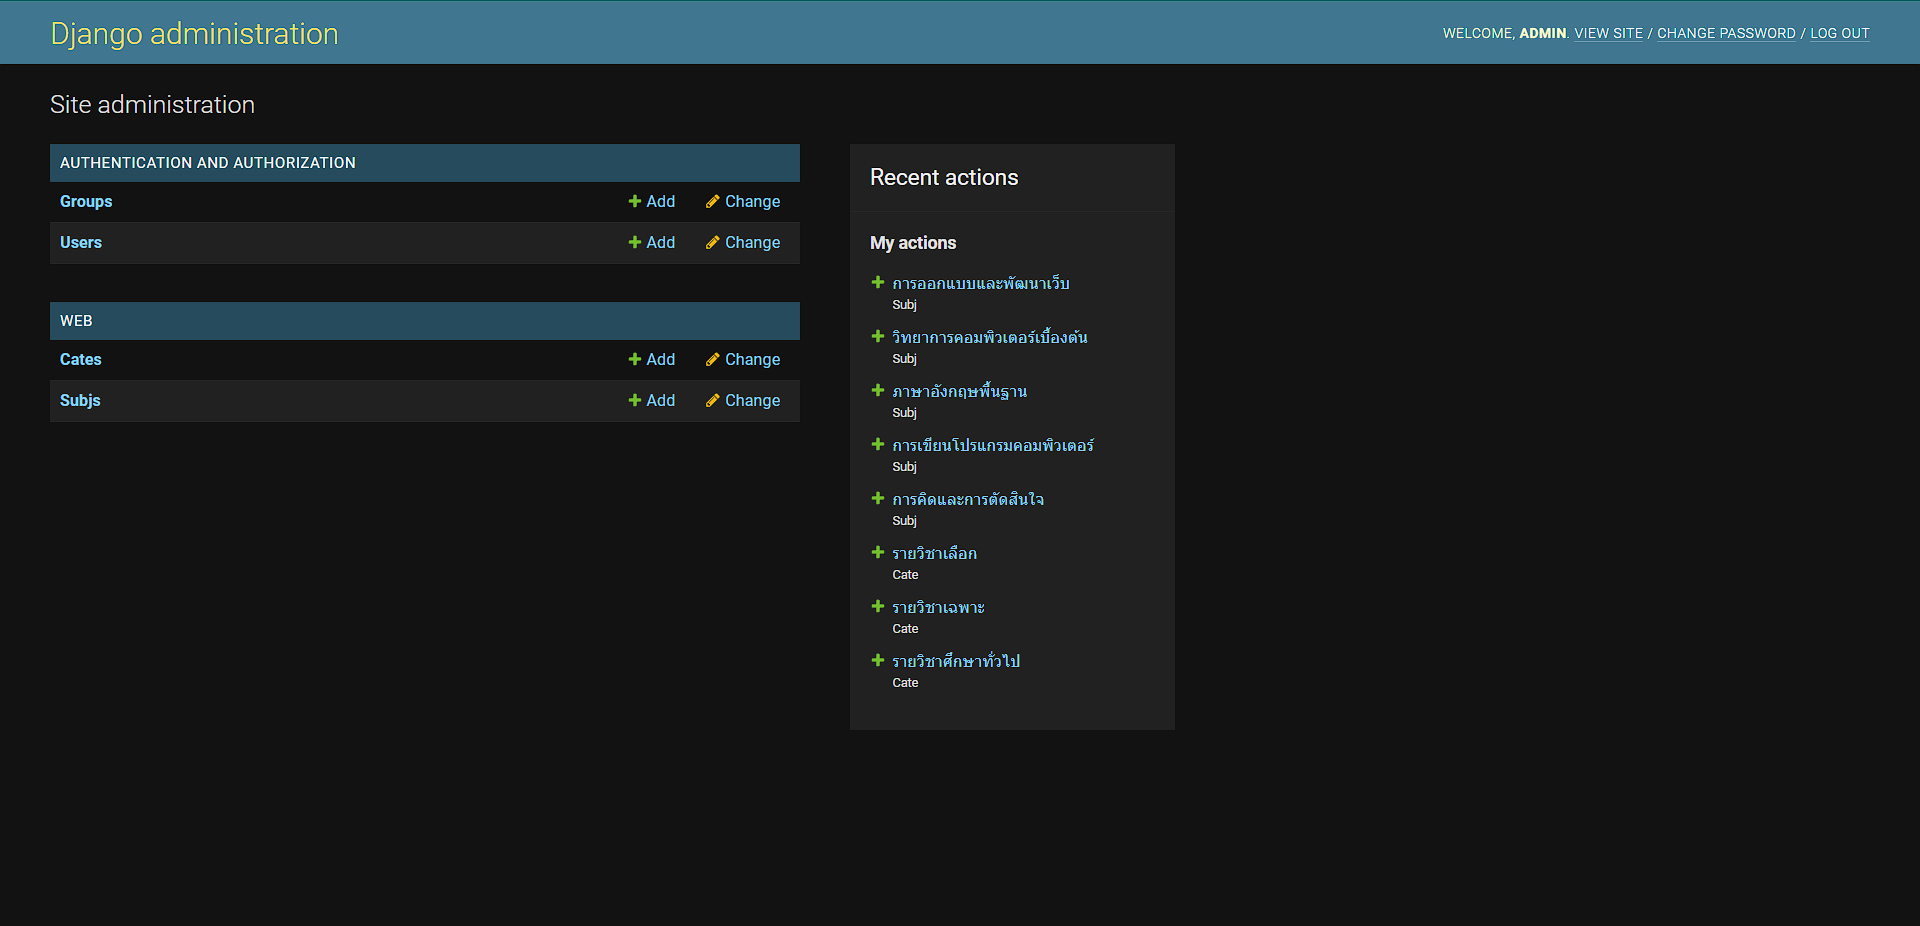 Django administration
WELCOME, ADMIN. VIEW SITE / CHANGE PASSWORD / LOG OUT
Site administration
AUTHENTICATION AND AUTHORIZATION
Groups Add Change
Users Add Change
WEB
Cates Add Change
Subjs Add Change
Recent actions
My actions
การออกแบบและพัฒนาเว็บ
Subj
วิทยาการคอมพิวเตอร์เบื้องต้น
Subj
ภาษาอังกฤษพื้นฐาน
Subj
การเขียนโปรแกรมคอมพิวเตอร์
Subj
การคิดและการตัดสินใจ
Subj
รายวิชาเลือก
Cate
รายวิชาเฉพาะ
Cate
รายวิชาศึกษาทั่วไป
Cate